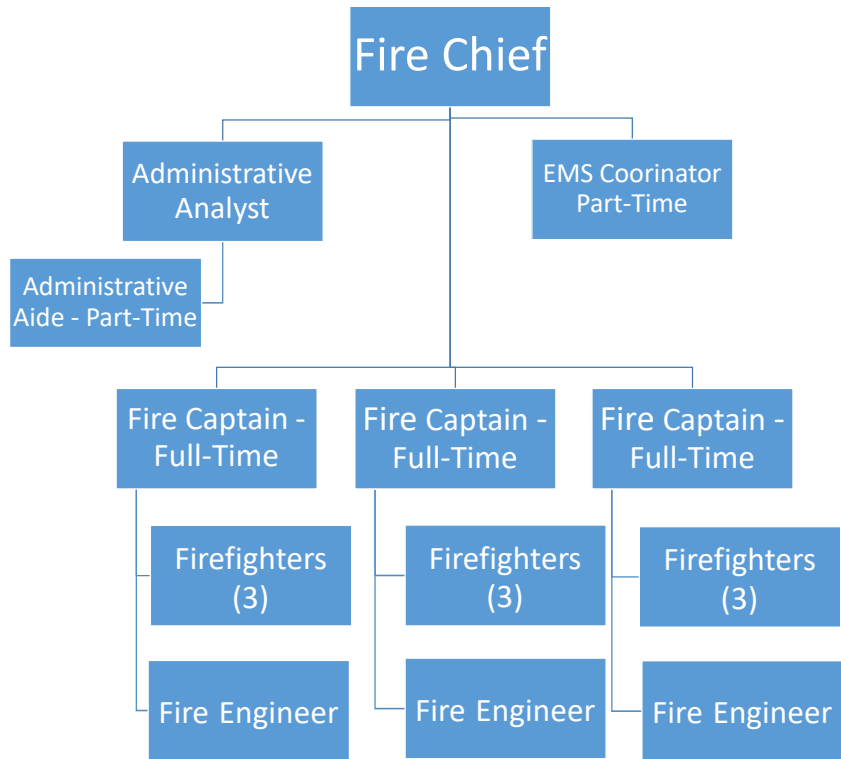 Fire Chief
Administrative
Analyst
EMS Coorinator
Part-Time
Administrative
Aide - Part-Time
Fire Captain -
Full-Time
Fire Captain -
Full-Time
Fire Captain -
Full-Time
Firefighters
(3)
Firefighters
(3)
Firefighters
(3)
Fire Engineer
Fire Engineer
Fire Engineer